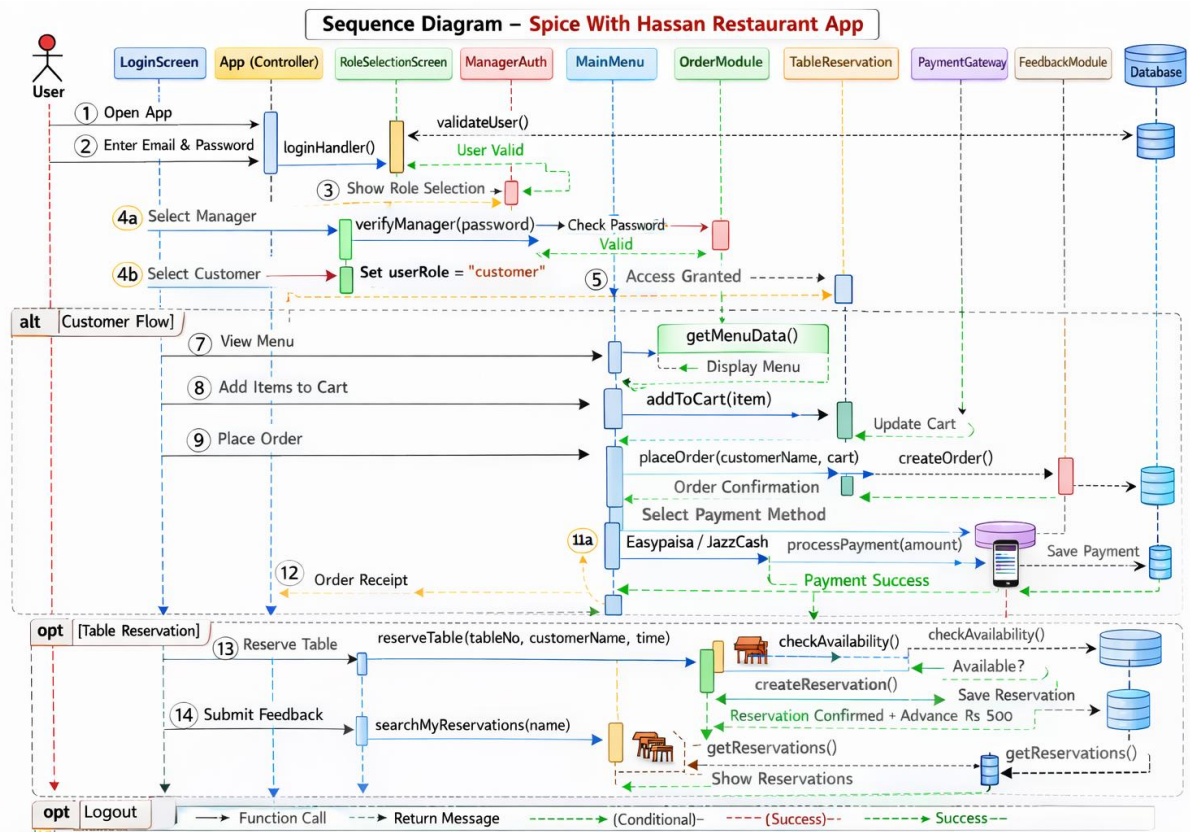 Sequence Diagram – Spice With Hassan Restaurant App
User
LoginScreen
App (Controller)
RoleSelectionScreen
ManagerAuth
MainMenu
OrderModule
TableReservation
PaymentGateway
FeedbackModule
Database
1 Open App
validateUser()
2 Enter Email & Password
loginHandler()
User Valid
3 Show Role Selection
4a Select Manager
verifyManager(password)
Check Password
Valid
4b Select Customer
Set userRole = "customer"
5 Access Granted
alt [Customer Flow]
7 View Menu
getMenuData()
Display Menu
8 Add Items to Cart
addToCart(item)
Update Cart
9 Place Order
placeOrder(customerName, cart)
createOrder()
Order Confirmation
Select Payment Method
11a Easypaisa / JazzCash
processPayment(amount)
Save Payment
12 Order Receipt
Payment Success
opt [Table Reservation]
13 Reserve Table
reserveTable(tableNo, customerName, time)
checkAvailability()
checkAvailability()
Available?
createReservation()
Save Reservation
14 Submit Feedback
searchMyReservations(name)
Reservation Confirmed + Advance Rs 500
getReservations()
getReservations()
Show Reservations
opt Logout
Function Call
Return Message
(Conditional)
(Success)
Success